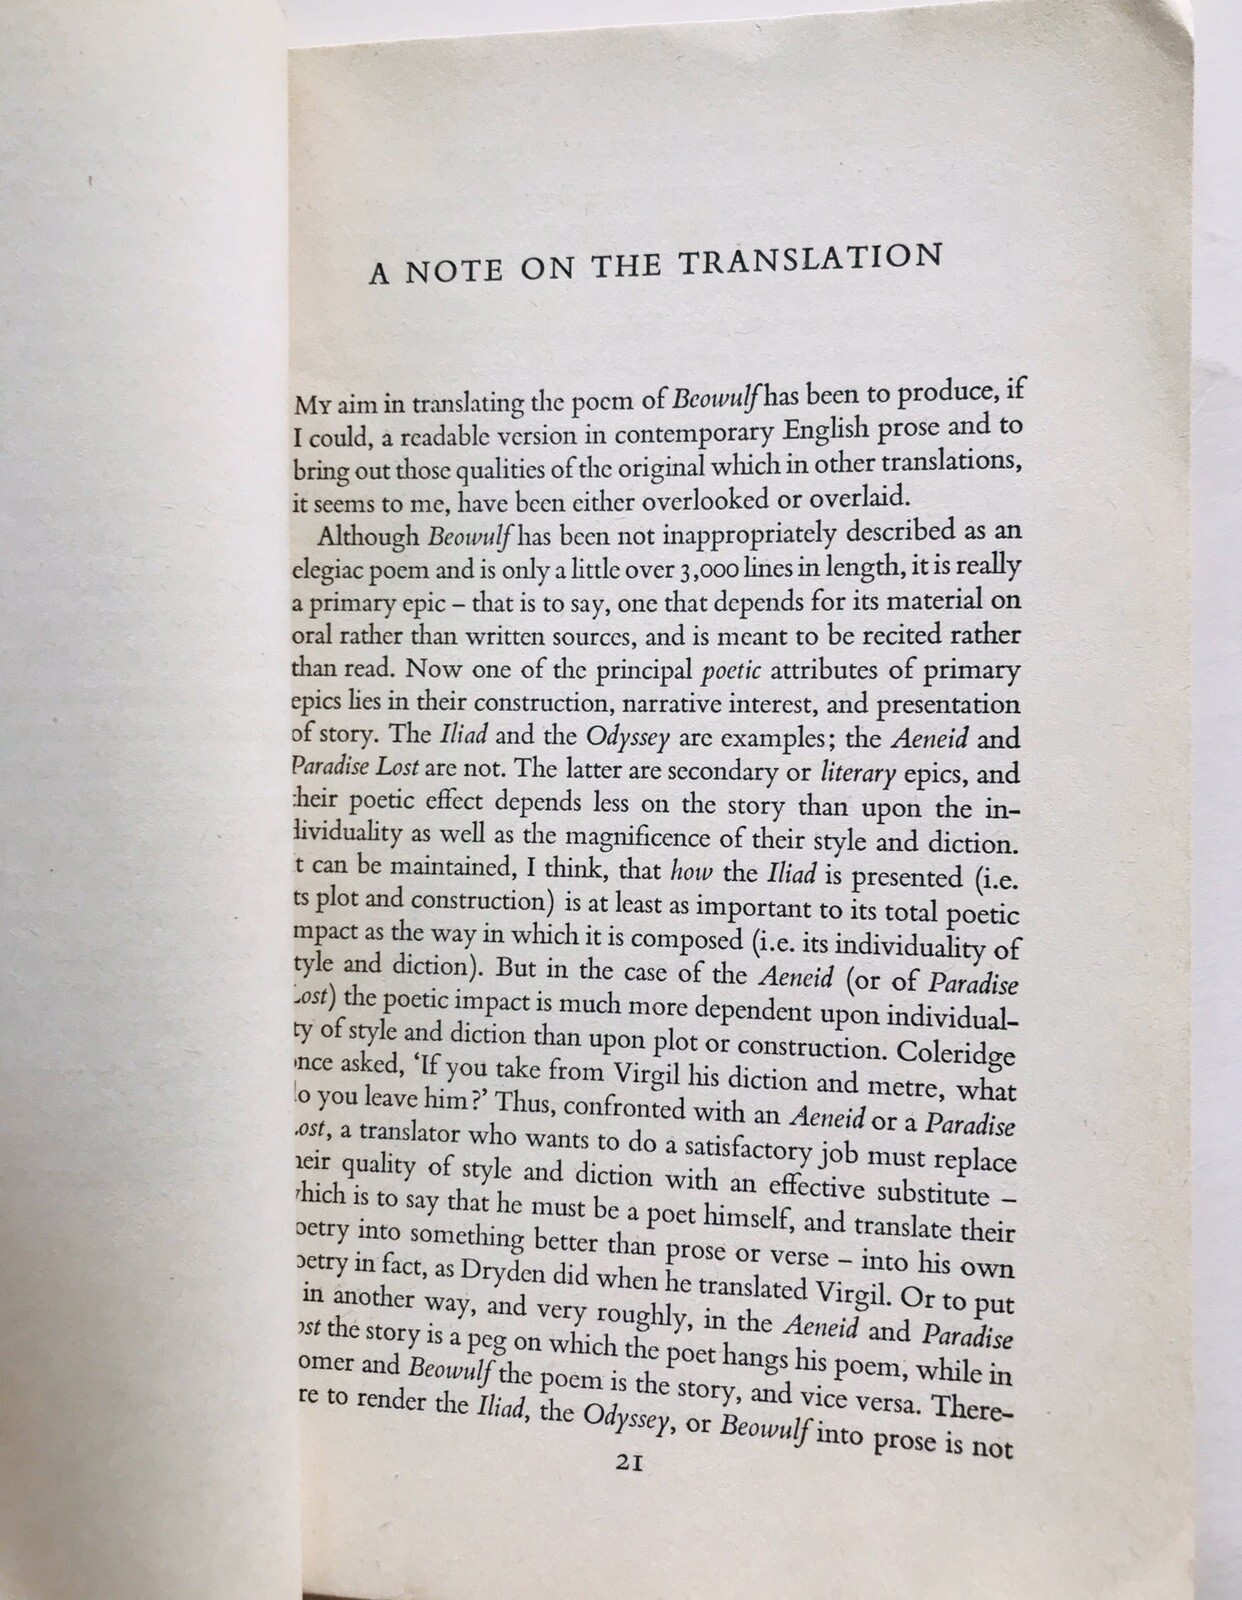 A NOTE ON THE TRANSLATION
MY aim in translating the poem of Beowulf has been to produce, if
I could, a readable version in contemporary English prose and to
bring out those qualities of the original which in other translations,
it seems to me, have been either overlooked or overlaid.
Although Beowulf has been not inappropriately described as an
elegiac poem and is only a little over 3,000 lines in length, it is really
a primary epic – that is to say, one that depends for its material on
oral rather than written sources, and is meant to be recited rather
than read. Now one of the principal poetic attributes of primary
epics lies in their construction, narrative interest, and presentation
of story. The Iliad and the Odyssey are examples; the Aeneid and
Paradise Lost are not. The latter are secondary or literary epics, and
heir poetic effect depends less on the story than upon the in-
dividuality as well as the magnificence of their style and diction.
t can be maintained, I think, that how the Iliad is presented (i.e.
ts plot and construction) is at least as important to its total poetic
mpact as the way in which it is composed (i.e. its individuality of
tyle and diction). But in the case of the Aeneid (or of Paradise
Lost) the poetic impact is much more dependent upon individual-
ty of style and diction than upon plot or construction. Coleridge
nce asked, ‘If you take from Virgil his diction and metre, what
o you leave him?’ Thus, confronted with an Aeneid or a Paradise
ost, a translator who wants to do a satisfactory job must replace
heir quality of style and diction with an effective substitute –
hich is to say that he must be a poet himself, and translate their
oetry into something better than prose or verse – into his own
oetry in fact, as Dryden did when he translated Virgil. Or to put
in another way, and very roughly, in the Aeneid and Paradise
ost the story is a peg on which the poet hangs his poem, while in
omer and Beowulf the poem is the story, and vice versa. There-
re to render the Iliad, the Odyssey, or Beowulf into prose is not
21